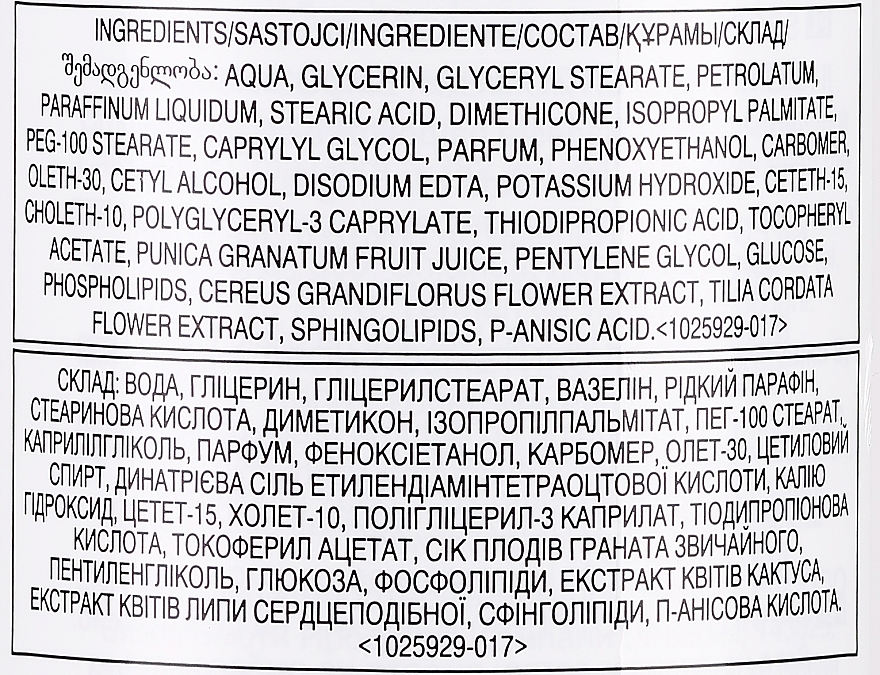 INGREDIENTS/SASTOJCI/INGREDIENTE/СОСТАВ/ҚҰРАМЫ/СКЛАД/
შემადგენლობა: AQUA, GLYCERIN, GLYCERYL STEARATE, PETROLATUM,
PARAFFINUM LIQUIDUM, STEARIC ACID, DIMETHICONE, ISOPROPYL PALMITATE,
PEG-100 STEARATE, CAPRYLYL GLYCOL, PARFUM, PHENOXYETHANOL, CARBOMER,
OLETH-30, CETYL ALCOHOL, DISODIUM EDTA, POTASSIUM HYDROXIDE, CETETH-15,
CHOLETH-10, POLYGLYCERYL-3 CAPRYLATE, THIODIPROPIONIC ACID, TOCOPHERYL
ACETATE, PUNICA GRANATUM FRUIT JUICE, PENTYLENE GLYCOL, GLUCOSE,
PHOSPHOLIPIDS, CEREUS GRANDIFLORUS FLOWER EXTRACT, TILIA CORDATA
FLOWER EXTRACT, SPHINGOLIPIDS, P-ANISIC ACID.<1025929-017>
СКЛАД: ВОДА, ГЛІЦЕРИН, ГЛІЦЕРИЛСТЕАРАТ, ВАЗЕЛІН, РІДКИЙ ПАРАФІН,
СТЕАРИНОВА КИСЛОТА, ДИМЕТИКОН, ІЗОПРОПІЛПАЛЬМІТАТ, ПЕГ-100 СТЕАРАТ,
КАПРИЛІЛГЛІКОЛЬ, ПАРФУМ, ФЕНОКСІЕТАНОЛ, КАРБОМЕР, ОЛЕТ-30, ЦЕТИЛОВИЙ
СПИРТ, ДИНАТРІЄВА СІЛЬ ЕТИЛЕНДІАМІНТЕТРАОЦТОВОЇ КИСЛОТИ, КАЛІЮ
ГІДРОКСИД, ЦЕТЕТ-15, ХОЛЕТ-10, ПОЛІГЛІЦЕРИЛ-3 КАПРИЛАТ, ТІОДИПРОПІОНОВА
КИСЛОТА, ТОКОФЕРИЛ АЦЕТАТ, СІК ПЛОДІВ ГРАНАТА ЗВИЧАЙНОГО,
ПЕНТИЛЕНГЛІКОЛЬ, ГЛЮКОЗА, ФОСФОЛІПІДИ, ЕКСТРАКТ КВІТІВ КАКТУСА,
ЕКСТРАКТ КВІТІВ ЛИПИ СЕРДЦЕПОДІБНОЇ, СФІНГОЛІПІДИ, П-АНІСОВА КИСЛОТА.
<1025929-017>